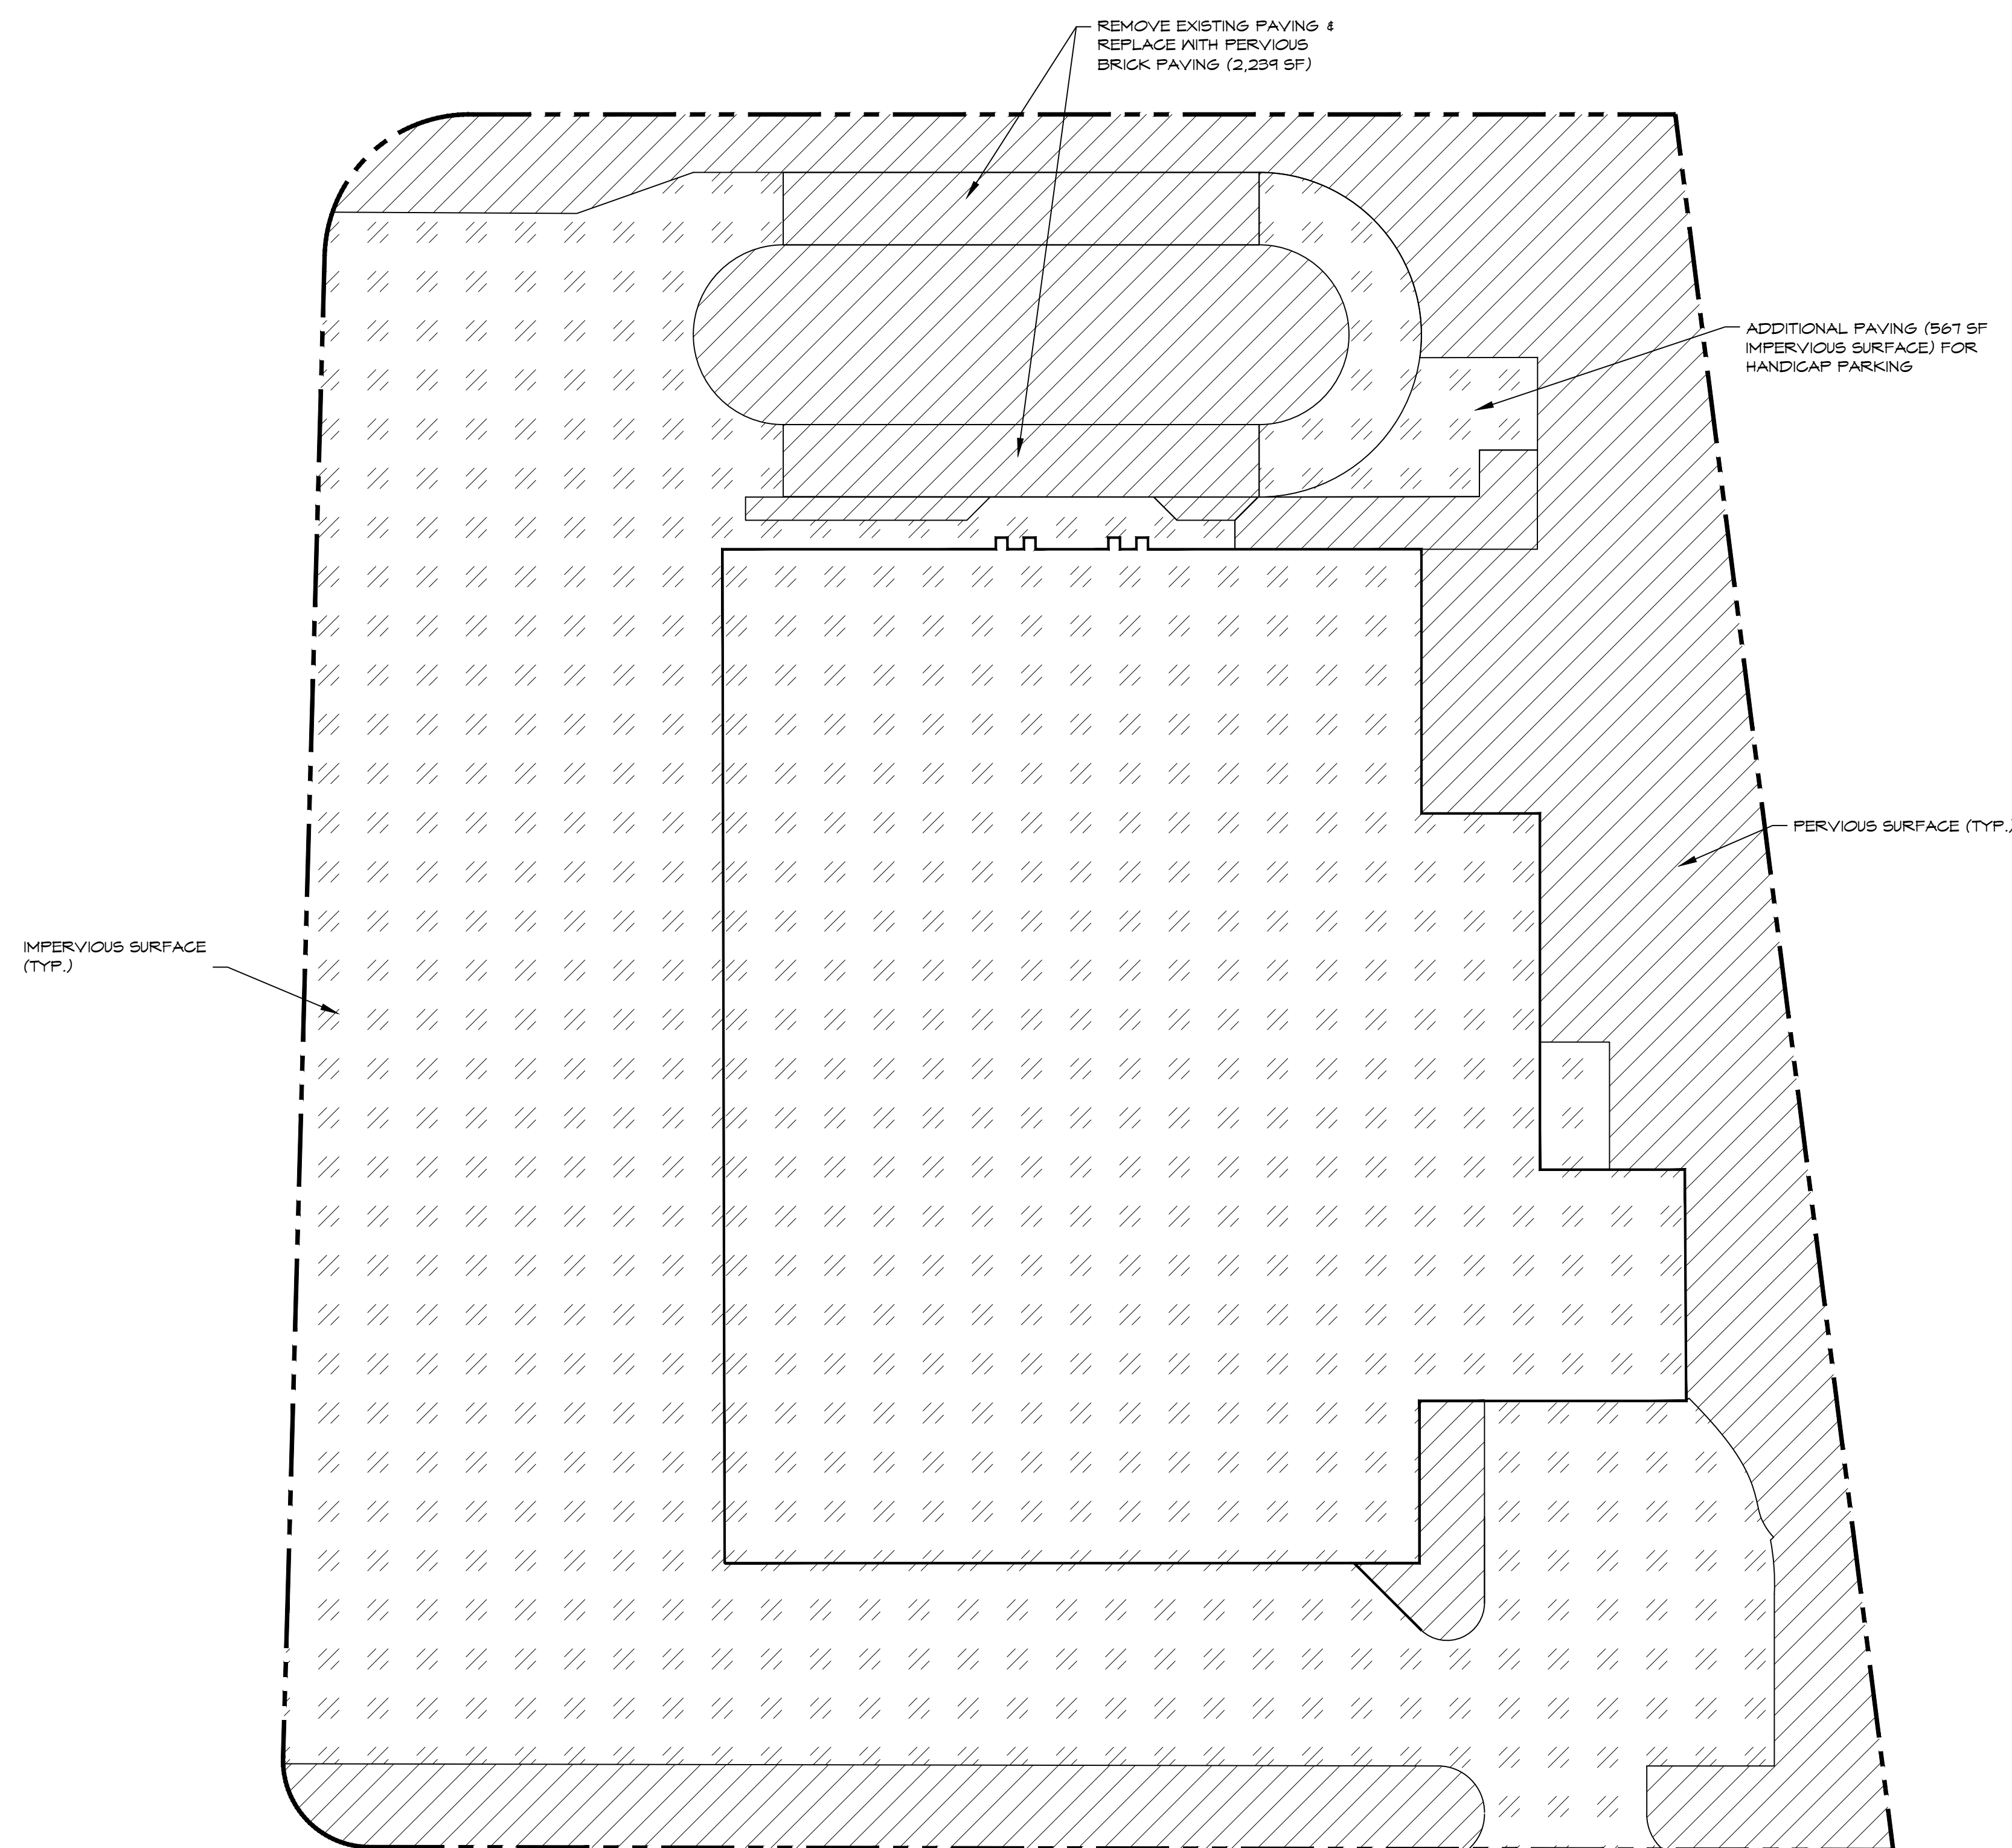 REMOVE EXISTING PAVING &
REPLACE WITH PERVIOUS
BRICK PAVING (2,239 SF)
ADDITIONAL PAVING (567 SF
IMPERVIOUS SURFACE) FOR
HANDICAP PARKING
PERVIOUS SURFACE (TYP.)
IMPERVIOUS SURFACE
(TYP.)